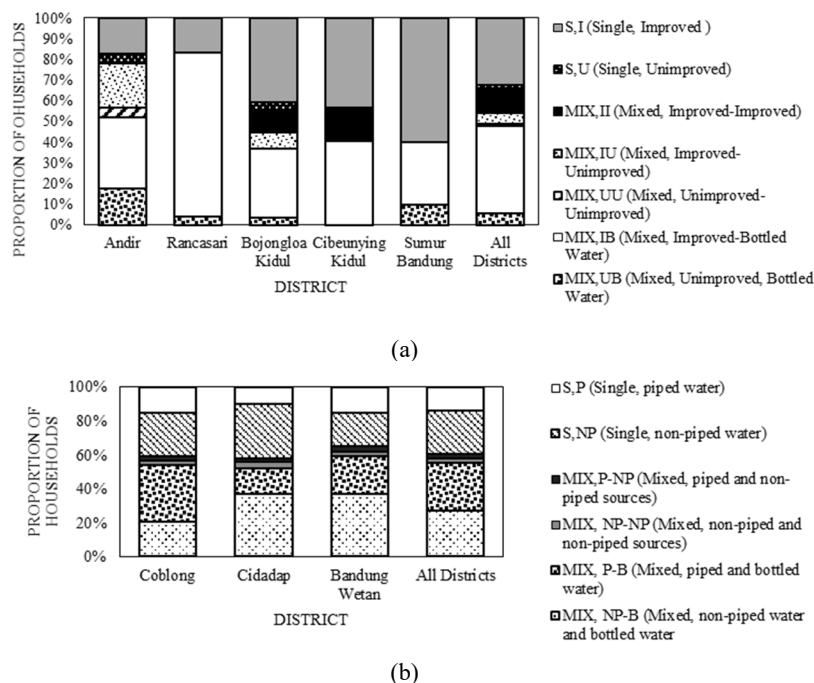 PROPORTION OF OHUSEHOLDS
100%
90%
80%
70%
60%
50%
40%
30%
20%
10%
0%
Andir
Rancasari
Bojongloa
Kidul
Cibeunying
Kidul
Sumur
Bandung
All
Districts
DISTRICT
S,I (Single, Improved )
S,U (Single, Unimproved)
MIX,II (Mixed, Improved-Improved)
MIX,IU (Mixed, Improved-
Unimproved)
MIX,UU (Mixed, Unimproved-
Unimproved)
MIX,IB (Mixed, Improved-Bottled
Water)
MIX,UB (Mixed, Unimproved, Bottled
Water)
(a)
PROPORTION OF
HOUSEHOLDS
100%
80%
60%
40%
20%
0%
Coblong
Cidadap
Bandung
Wetan
All Districts
DISTRICT
S,P (Single, piped water)
S,NP (Single, non-piped water)
MIX,P-NP (Mixed, piped and non-
piped sources)
MIX, NP-NP (Mixed, non-piped and
non-piped sources)
MIX, P-B (Mixed, piped and bottled
water)
MIX, NP-B (Mixed, non-piped water
and bottled water
(b)